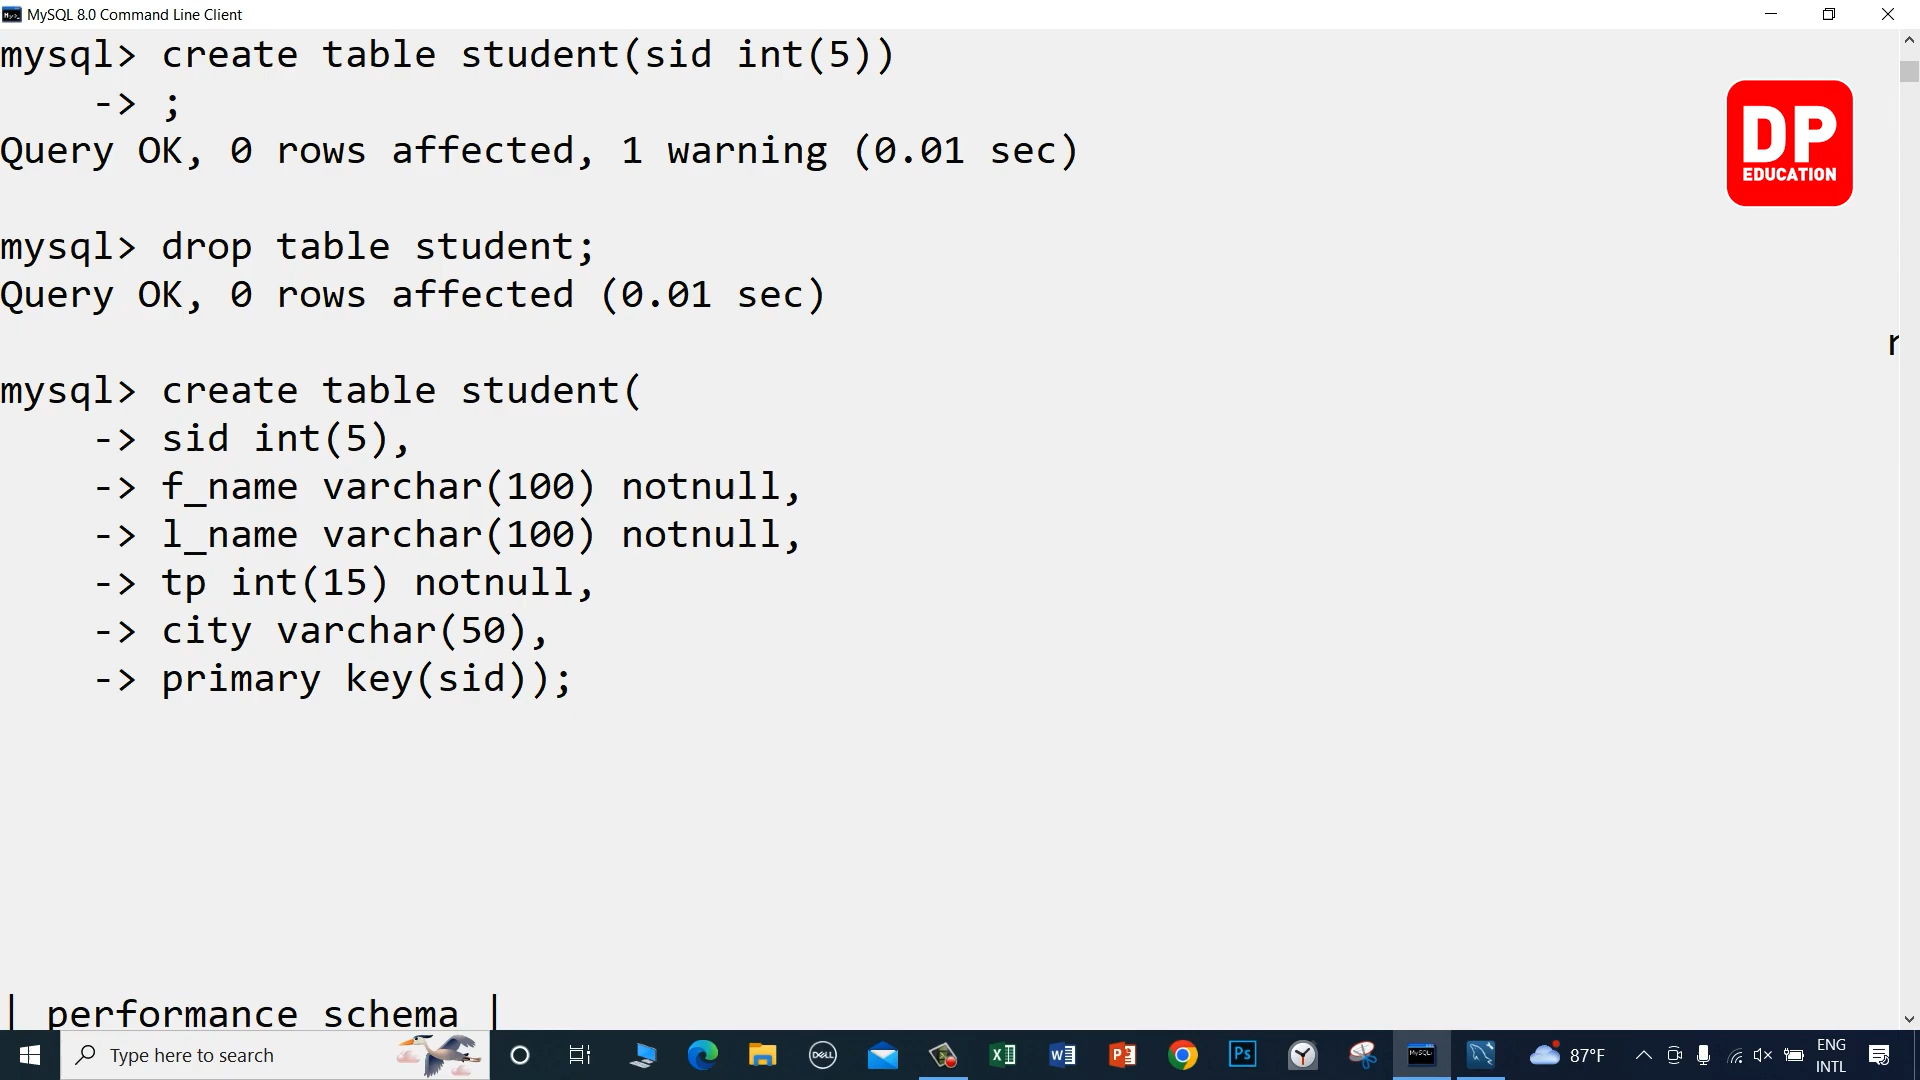 MySQL 8.0 Command Line Client
mysql> create table student(sid int(5))
    -> ;
Query OK, 0 rows affected, 1 warning (0.01 sec)
DP
EDUCATION
mysql> drop table student;
Query OK, 0 rows affected (0.01 sec)
r
mysql> create table student(
    -> sid int(5),
    -> f_name varchar(100) notnull,
    -> l_name varchar(100) notnull,
    -> tp int(15) notnull,
    -> city varchar(50),
    -> primary key(sid));
| performance schema |
Type here to search
DELL
Ps
MySQL
87°F
ENG
INTL